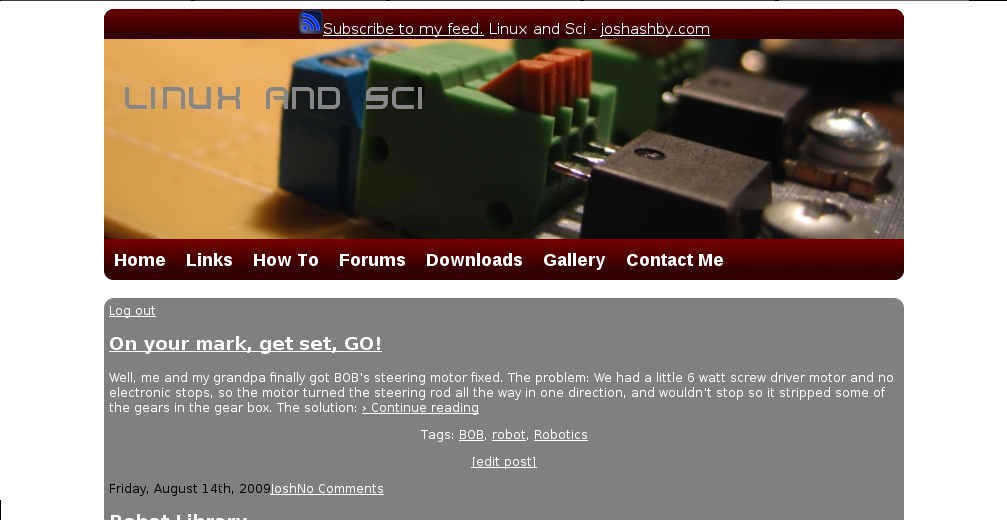 Subscribe to my feed. Linux and Sci - joshashby.com
LINUX AND SCI
Home Links How To Forums Downloads Gallery Contact Me
Log out
On your mark, get set, GO!
Well, me and my grandpa finally got BOB's steering motor fixed. The problem: We had a little 6 watt screw driver motor and no
electronic stops, so the motor turned the steering rod all the way in one direction, and wouldn't stop so it stripped some of
the gears in the gear box. The solution: › Continue reading
Tags: BOB, robot, Robotics
[edit post]
Friday, August 14th, 2009JoshNo Comments
Robot Library